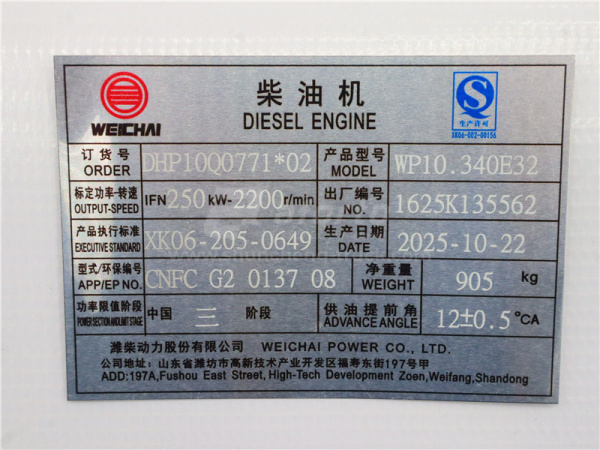 柴油机
WEICHAI
DIESEL ENGINE
生产许可
XK06-002-00156
订货号 DHP10Q0771*02 产品型号 WP10.340E32
ORDER MODEL
标定功率-转速 IFN 250 kW-2200 r/min 出厂编号 1625K135562
OUTPUT-SPEED NO.
产品执行标准 XK06-205-0649 生产日期 2025-10-22
EXECUTIVE STANDARD DATE
型式/环保编号 CNFC G2 0137 08 净重量 905 kg
APP/EP NO. WEIGHT
功率限值阶段 中国 三 阶段 供油提前角 12±0.5 °CA
POWER SECTION AND LIMIT STAGE ADVANCE ANGLE
潍柴动力股份有限公司 WEICHAI POWER CO., LTD.
公司地址:山东省潍坊市高新技术产业开发区福寿东街197号甲
ADD:197A,Fushou East Street,High-Tech Development Zoen,Weifang,Shandong